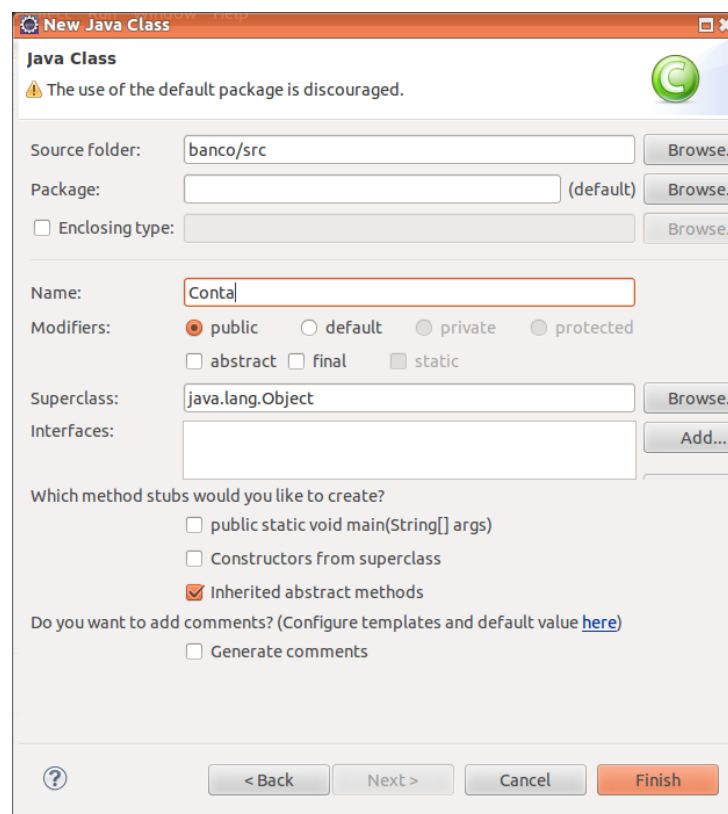 New Java Class
Java Class
The use of the default package is discouraged.
Source folder: banco/src Browse.
Package: (default) Browse.
Enclosing type: Browse.
Name: Conta
Modifiers: public default private protected
abstract final static
Superclass: java.lang.Object Browse.
Interfaces: Add...
Which method stubs would you like to create?
public static void main(String[] args)
Constructors from superclass
Inherited abstract methods
Do you want to add comments? (Configure templates and default value here)
Generate comments
? < Back Next > Cancel Finish